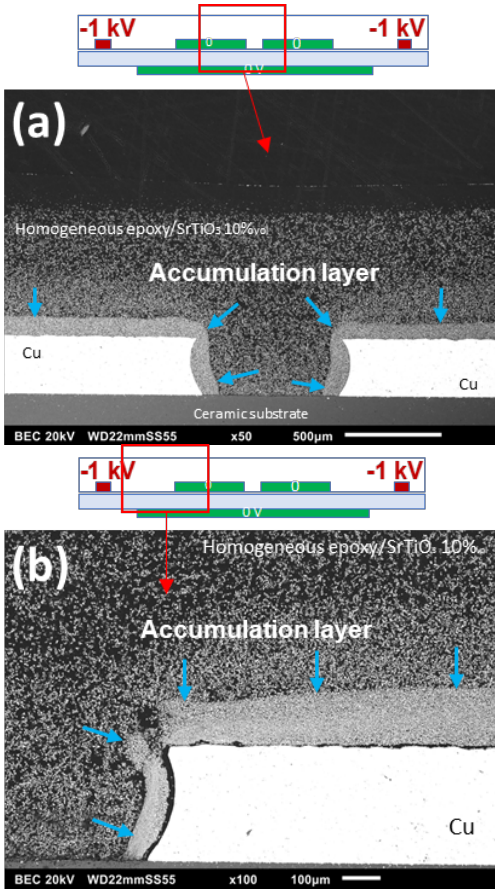 -1 kV -1 kV
0 0
0 V
(a)
Homogeneous epoxy/SrTiO₃ 10%vol
Accumulation layer
Cu
Cu
Ceramic substrate
BEC 20kV WD22mmSS55 x50 500µm
-1 kV -1 kV
0 0
0 V
(b)
Homogeneous epoxy/SrTiO₃ 10%
Accumulation layer
Cu
BEC 20kV WD22mmSS55 x100 100µm